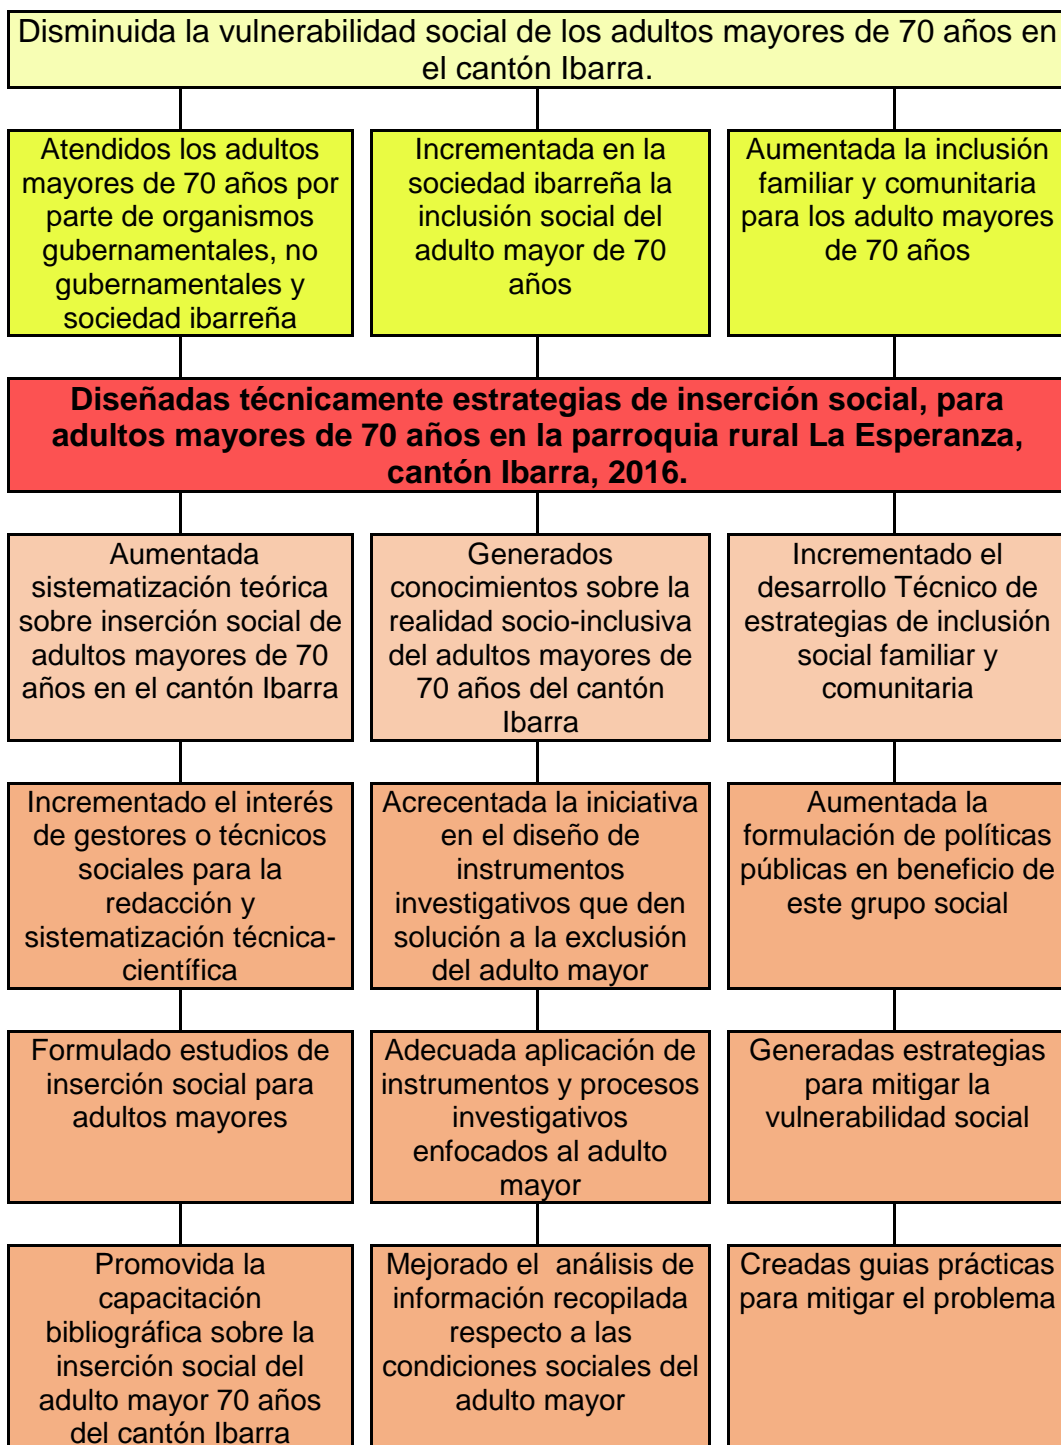 Disminuida la vulnerabilidad social de los adultos mayores de 70 años en
el cantón Ibarra.
Atendidos los adultos
mayores de 70 años por
parte de organismos
gubernamentales, no
gubernamentales y
sociedad ibarreña
Incrementada en la
sociedad ibarreña la
inclusión social del
adulto mayor de 70
años
Aumentada la inclusión
familiar y comunitaria
para los adulto mayores
de 70 años
Diseñadas técnicamente estrategias de inserción social, para
adultos mayores de 70 años en la parroquia rural La Esperanza,
cantón Ibarra, 2016.
Aumentada
sistematización teórica
sobre inserción social de
adultos mayores de 70
años en el cantón Ibarra
Generados
conocimientos sobre la
realidad socio-inclusiva
del adultos mayores de
70 años del cantón
Ibarra
Incrementado el
desarrollo Técnico de
estrategias de inclusión
social familiar y
comunitaria
Incrementado el interés
de gestores o técnicos
sociales para la
redacción y
sistematización técnica-
científica
Acrecentada la iniciativa
en el diseño de
instrumentos
investigativos que den
solución a la exclusión
del adulto mayor
Aumentada la
formulación de políticas
públicas en beneficio de
este grupo social
Formulado estudios de
inserción social para
adultos mayores
Adecuada aplicación de
instrumentos y procesos
investigativos
enfocados al adulto
mayor
Generadas estrategias
para mitigar la
vulnerabilidad social
Promovida la
capacitación
bibliográfica sobre la
inserción social del
adulto mayor 70 años
del cantón Ibarra
Mejorado el análisis de
información recopilada
respecto a las
condiciones sociales del
adulto mayor
Creadas guias prácticas
para mitigar el problema